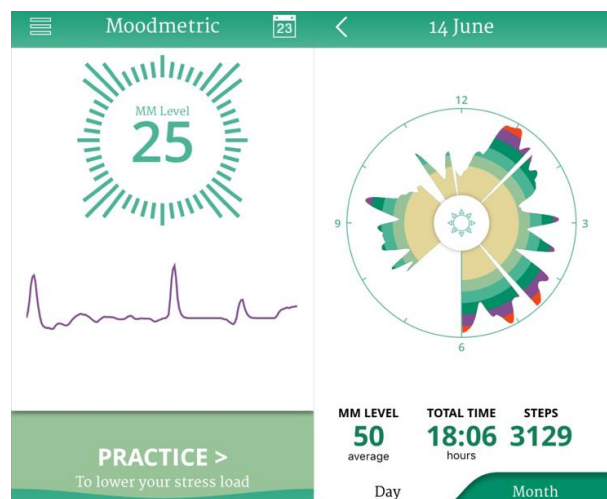 Moodmetric
23
MM Level
25
PRACTICE >
To lower your stress load
14 June
12
3
6
9
MM LEVEL
50
average
TOTAL TIME
18:06
hours
STEPS
3129
Day
Month